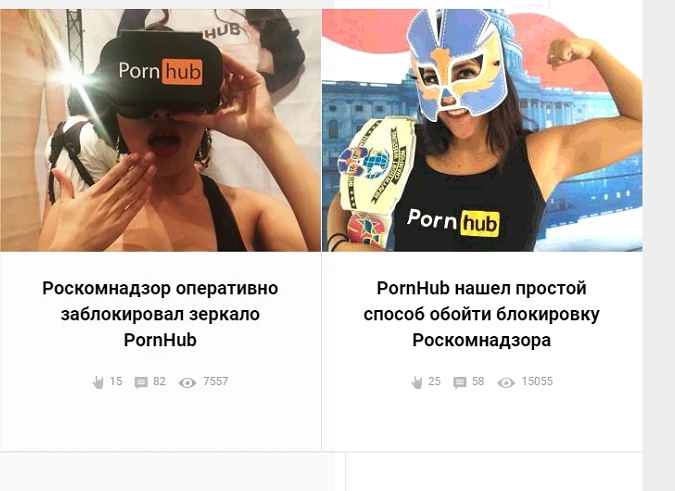 HUB
Porn hub
Porn hub
Роскомнадзор оперативно
заблокировал зеркало
PornHub
15 82 7557
PornHub нашел простой
способ обойти блокировку
Роскомнадзора
25 58 15055